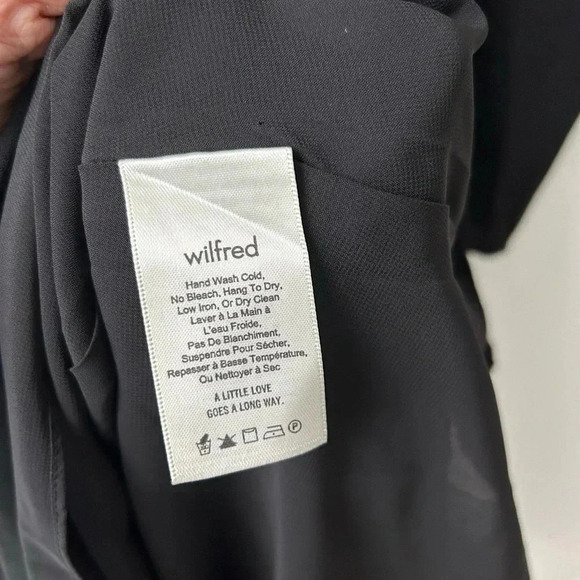 wilfred
Hand Wash Cold,
No Bleach, Hang To Dry,
Low Iron, Or Dry Clean
Laver à La Main à
L'eau Froide,
Pas De Blanchiment,
Suspendre Pour Sécher,
Repasser à Basse Température,
Ou Nettoyer à Sec
A LITTLE LOVE
GOES A LONG WAY.
P